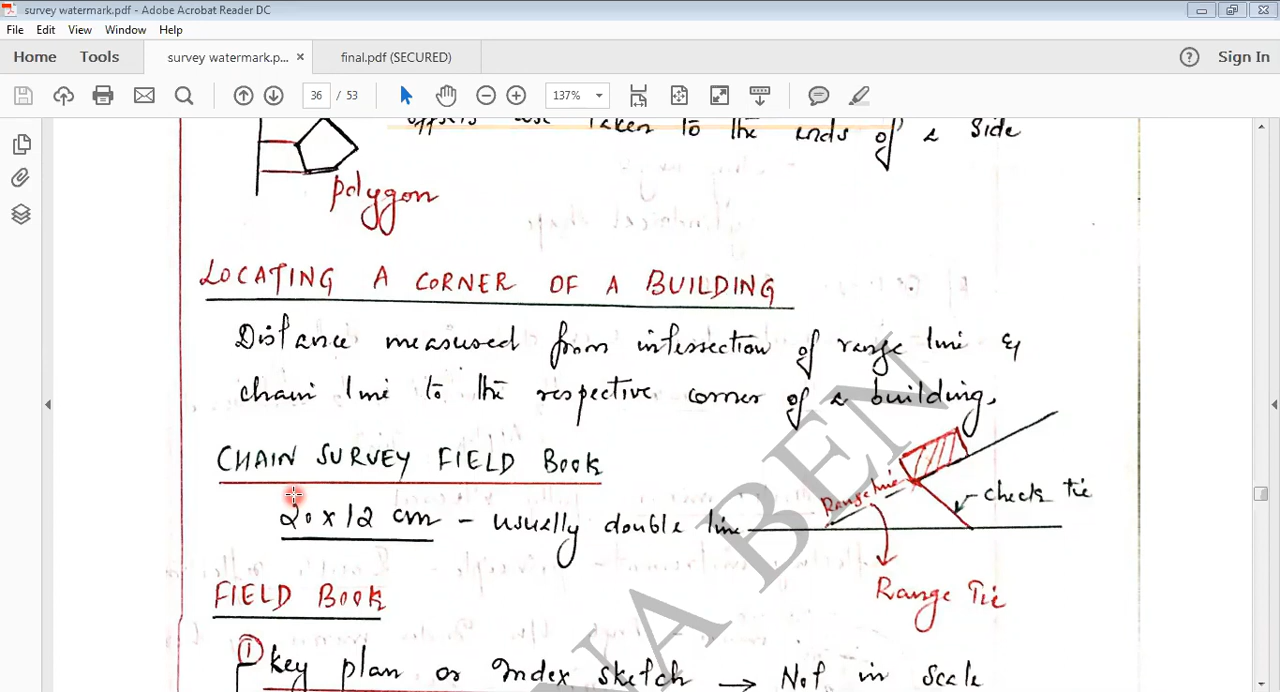 survey watermark.pdf - Adobe Acrobat Reader DC
File Edit View Window Help
Home Tools survey watermark.p... × final.pdf (SECURED) Sign In
36 / 53 137%
offsets are taken to the ends of a side
polygon
LOCATING A CORNER OF A BUILDING
Distance measured from intersection of range line &
chain line to the respective corner of a building.
CHAIN SURVEY FIELD BOOK
20 x 12 cm - usually double line
Range line
check tie
Range Tie
FIELD BOOK
① Key plan or Index sketch → Not in scale
NA BEN